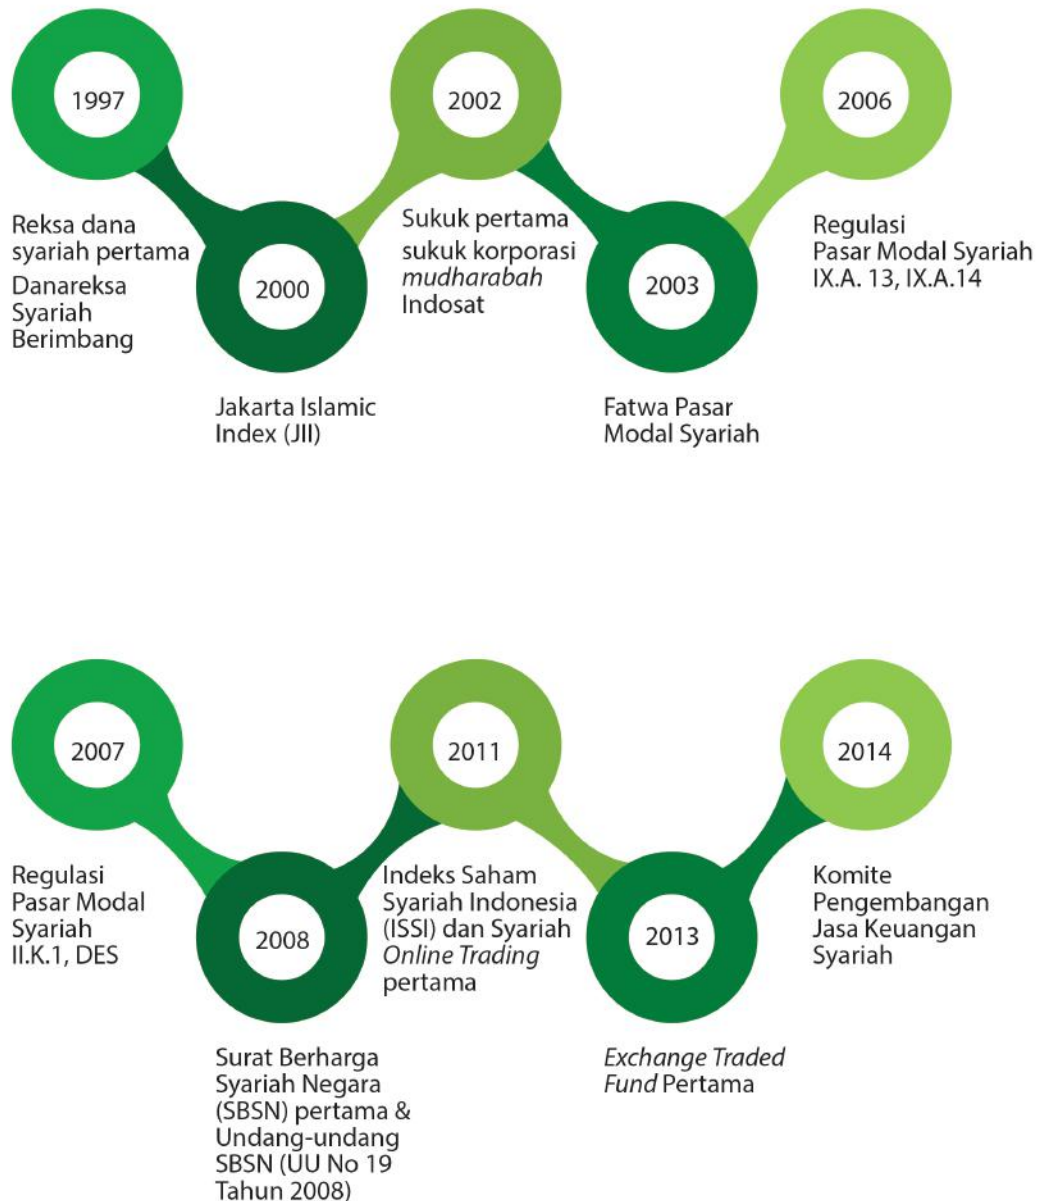 1997
Reksa dana
syariah pertama
Danareksa
Syariah
Berimbang
2000
Jakarta Islamic
Index (JII)
2002
Sukuk pertama
sukuk korporasi
mudharabah
Indosat
2003
Fatwa Pasar
Modal Syariah
2006
Regulasi
Pasar Modal Syariah
IX.A. 13, IX.A.14
2007
Regulasi
Pasar Modal
Syariah
II.K.1, DES
2008
Surat Berharga
Syariah Negara
(SBSN) pertama &
Undang-undang
SBSN (UU No 19
Tahun 2008)
2011
Indeks Saham
Syariah Indonesia
(ISSI) dan Syariah
Online Trading
pertama
2013
Exchange Traded
Fund Pertama
2014
Komite
Pengembangan
Jasa Keuangan
Syariah